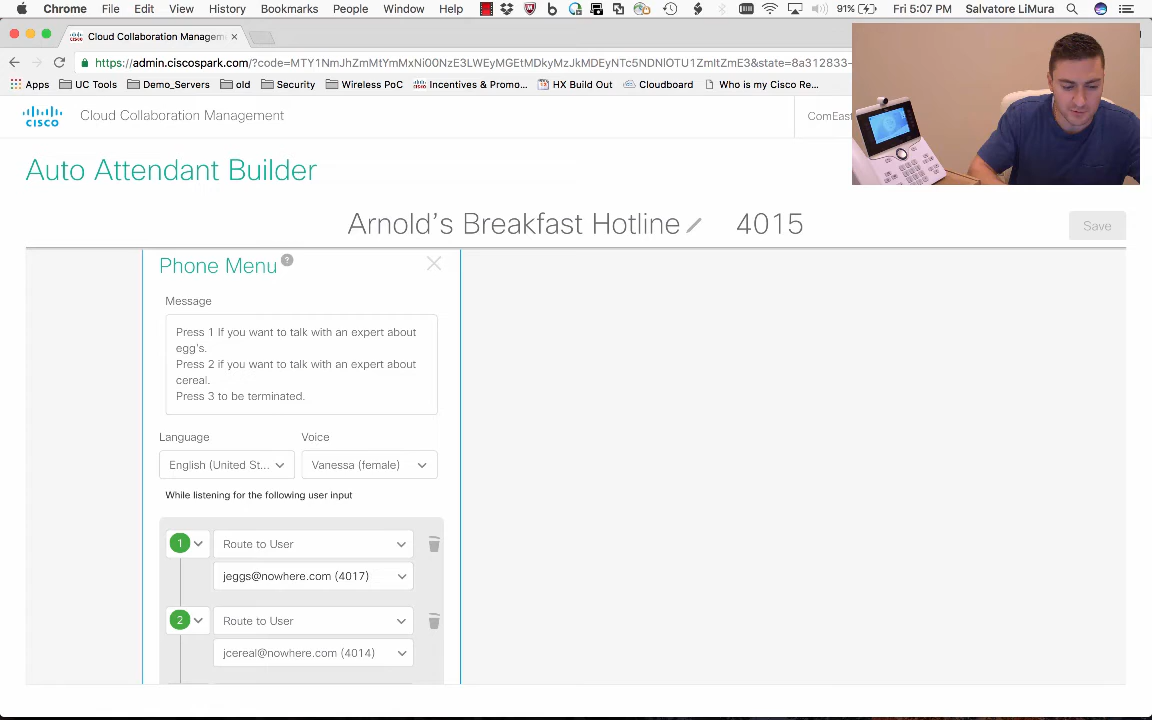 Chrome File Edit View History Bookmarks People Window Help 91% Fri 5:07 PM Salvatore LiMura
Cloud Collaboration Managem
https://admin.ciscospark.com/?code=MTY1NmJhZmMtYmMxNi00NzE3LWEyMGEtMDkyMzJkMDEyNTc5NDNlOTU1ZmItZmE3&state=8a312833-
Apps UC Tools Demo_Servers old Security Wireless PoC Incentives & Promo... HX Build Out Cloudboard Who is my Cisco Re...
CISCO Cloud Collaboration Management ComEast
Auto Attendant Builder
Arnold's Breakfast Hotline 4015 Save
Phone Menu ?
Message
Press 1 If you want to talk with an expert about
egg's.
Press 2 if you want to talk with an expert about
cereal.
Press 3 to be terminated.
Language Voice
English (United St... Vanessa (female)
While listening for the following user input
1 Route to User
jeggs@nowhere.com (4017)
2 Route to User
jcereal@nowhere.com (4014)